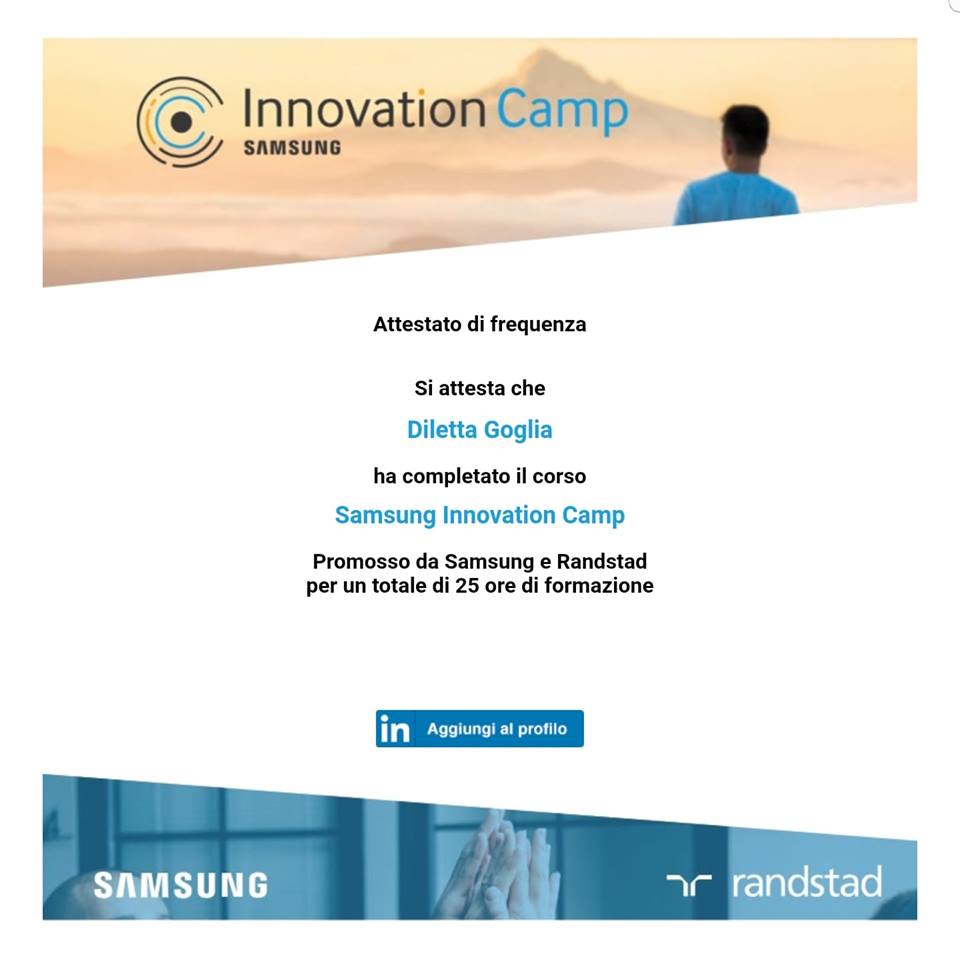 Innovation Camp
SAMSUNG
Attestato di frequenza
Si attesta che
Diletta Goglia
ha completato il corso
Samsung Innovation Camp
Promosso da Samsung e Randstad
per un totale di 25 ore di formazione
in Aggiungi al profilo
SAMSUNG
randstad